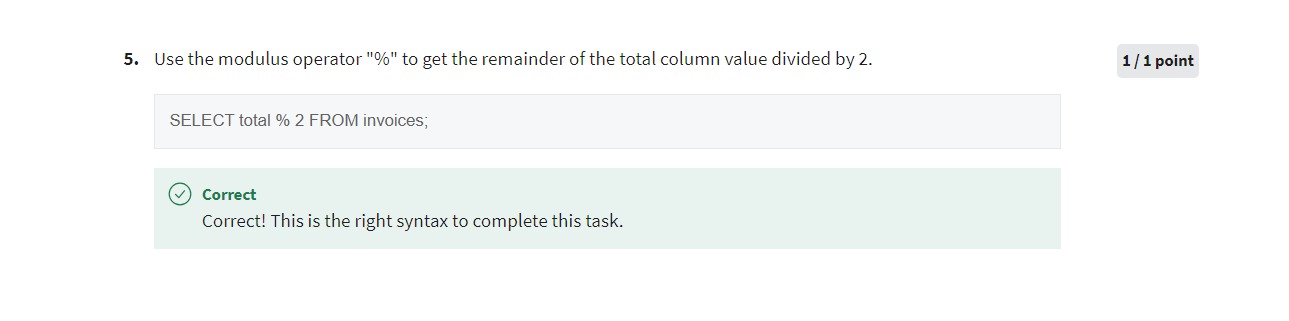 5. Use the modulus operator "%" to get the remainder of the total column value divided by 2.
1 / 1 point
SELECT total % 2 FROM invoices;
Correct
Correct! This is the right syntax to complete this task.